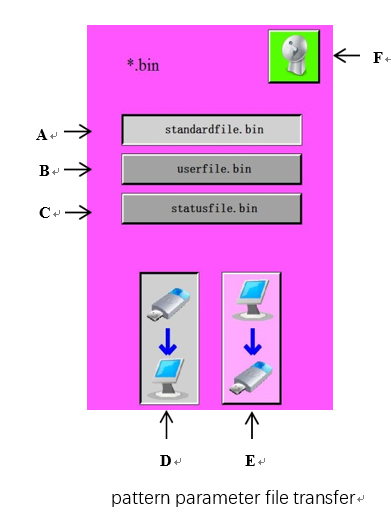 *.bin
F
A
standardfile.bin
B
userfile.bin
C
statusfile.bin
D
E
pattern parameter file transfer